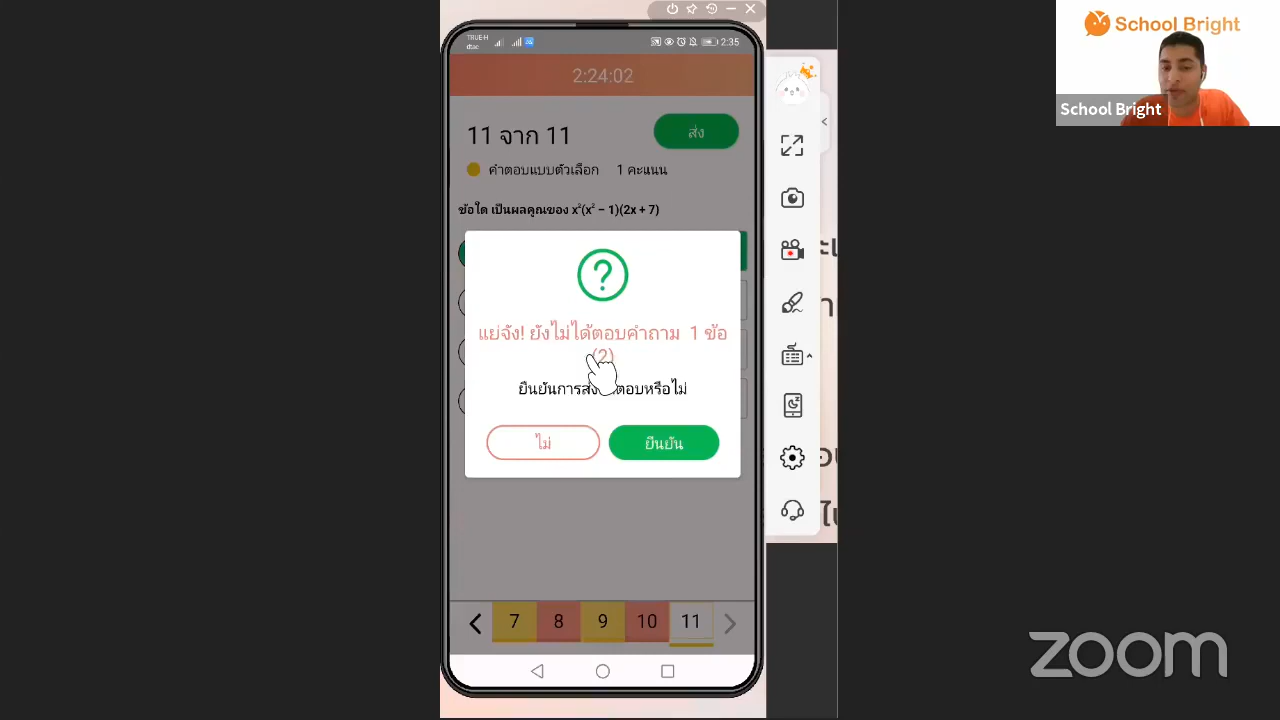 School Bright
School Bright
TRUE-H
dtac
2:35
2:24:02
11 จาก 11
ส่ง
คำตอบแบบตัวเลือก 1 คะแนน
ข้อใด เป็นผลคูณของ x²(x² − 1)(2x + 7)
แย่จัง! ยังไม่ได้ตอบคำถาม 1 ข้อ
(2)
ยืนยันการส่ง ตอบหรือไม่
ไม่
ยืนยัน
7 8 9 10 11
zoom